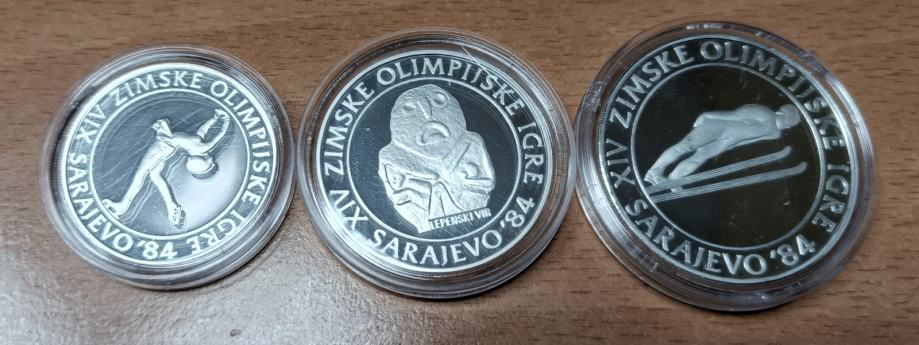 XIV ZIMSKE OLIMPIJSKE IGRE
SARAJEVO '84
XIV ZIMSKE OLIMPIJSKE IGRE
LEPENSKI VIR
SARAJEVO '84
XIV ZIMSKE OLIMPIJSKE IGRE
SARAJEVO '84